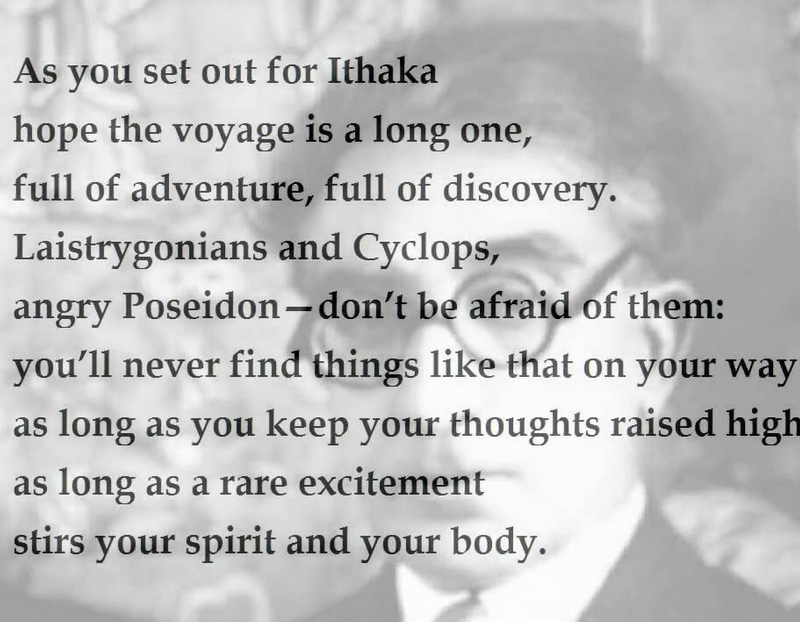 As you set out for Ithaka
hope the voyage is a long one,
full of adventure, full of discovery.
Laistrygonians and Cyclops,
angry Poseidon—don't be afraid of them:
you'll never find things like that on your way
as long as you keep your thoughts raised high
as long as a rare excitement
stirs your spirit and your body.